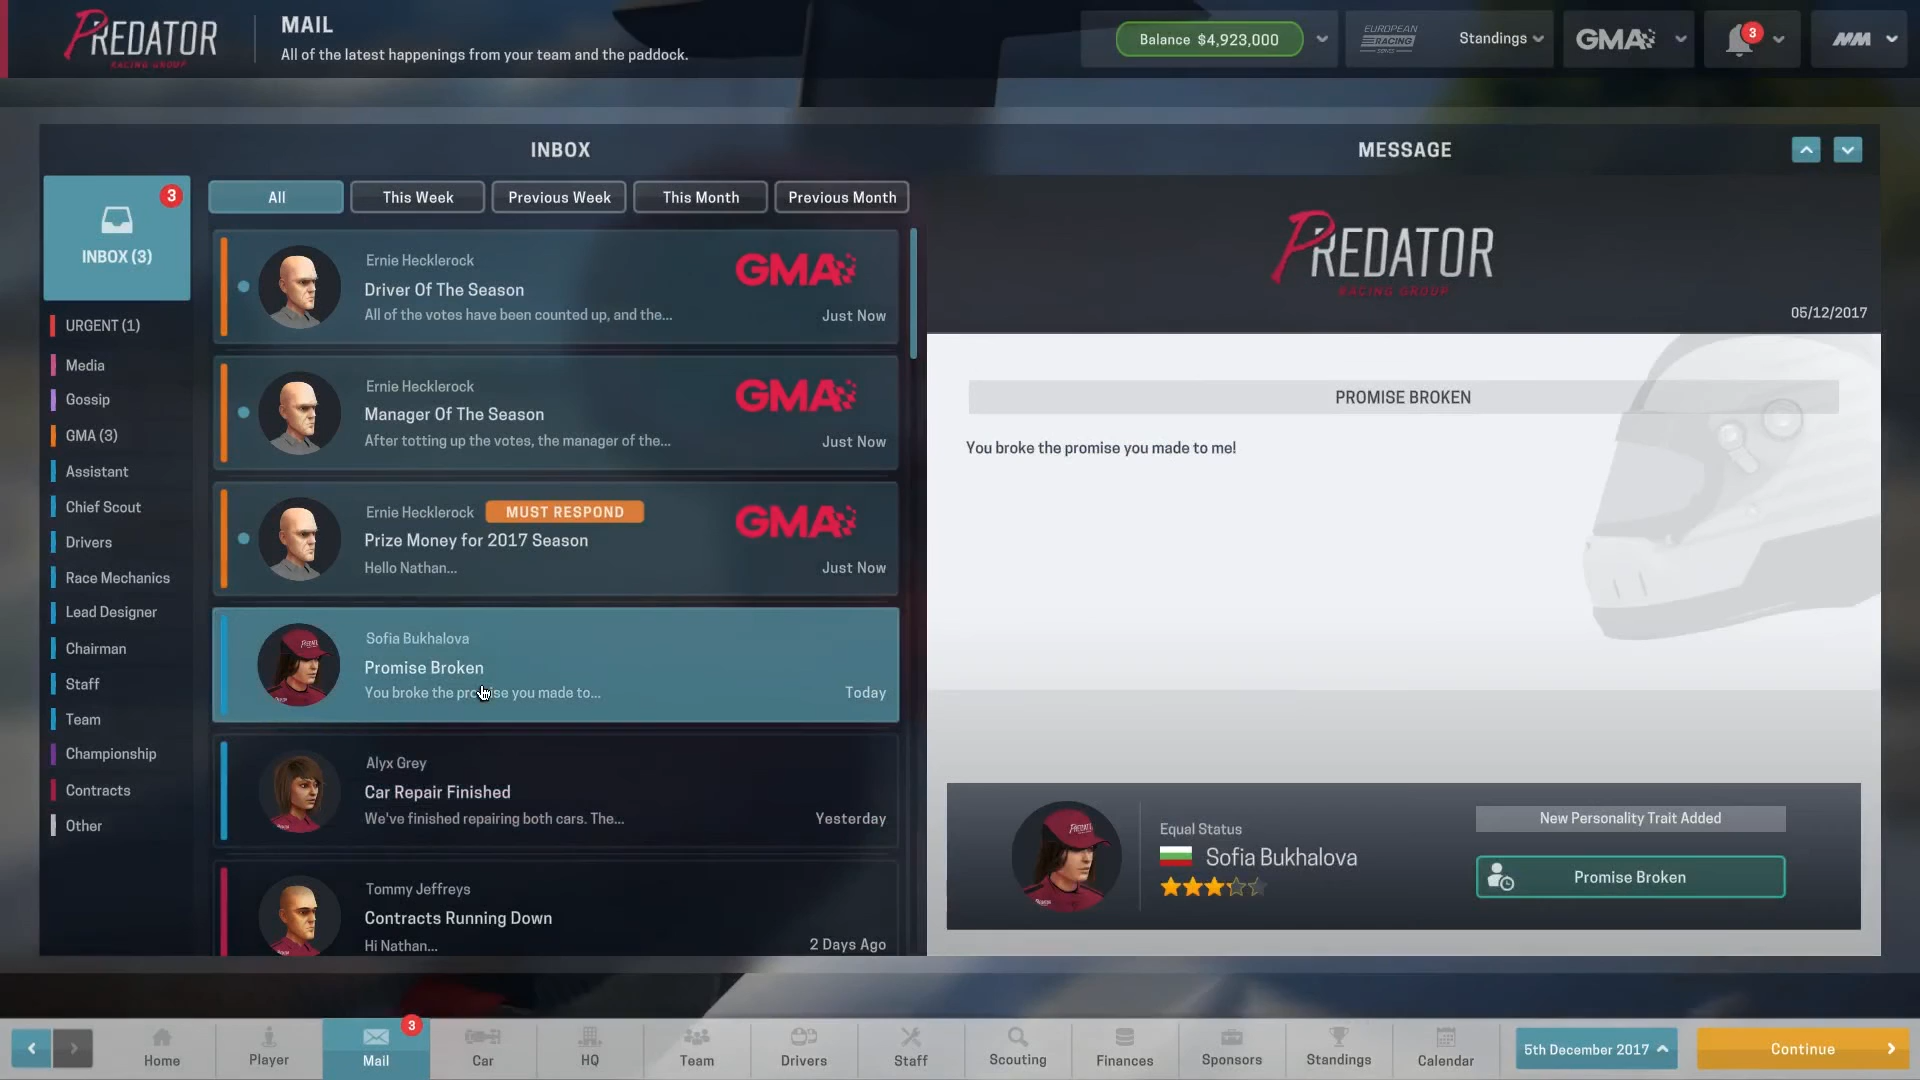 PREDATOR
RACING GROUP
MAIL
All of the latest happenings from your team and the paddock.
Balance $4,923,000
EUROPEAN
RACING
SERIES
Standings
GMA
3
INBOX
MESSAGE
3
INBOX (3)
URGENT (1)
Media
Gossip
GMA (3)
Assistant
Chief Scout
Drivers
Race Mechanics
Lead Designer
Chairman
Staff
Team
Championship
Contracts
Other
All
This Week
Previous Week
This Month
Previous Month
Ernie Hecklerock
Driver Of The Season
All of the votes have been counted up, and the...
GMA
Just Now
Ernie Hecklerock
Manager Of The Season
After totting up the votes, the manager of the...
GMA
Just Now
Ernie Hecklerock
MUST RESPOND
Prize Money for 2017 Season
Hello Nathan...
GMA
Just Now
Sofia Bukhalova
Promise Broken
You broke the promise you made to...
Today
Alyx Grey
Car Repair Finished
We've finished repairing both cars. The...
Yesterday
Tommy Jeffreys
Contracts Running Down
Hi Nathan...
2 Days Ago
PREDATOR
RACING GROUP
05/12/2017
PROMISE BROKEN
You broke the promise you made to me!
Equal Status
Sofia Bukhalova
New Personality Trait Added
Promise Broken
Home
Player
3
Mail
Car
HQ
Team
Drivers
Staff
Scouting
Finances
Sponsors
Standings
Calendar
5th December 2017
Continue